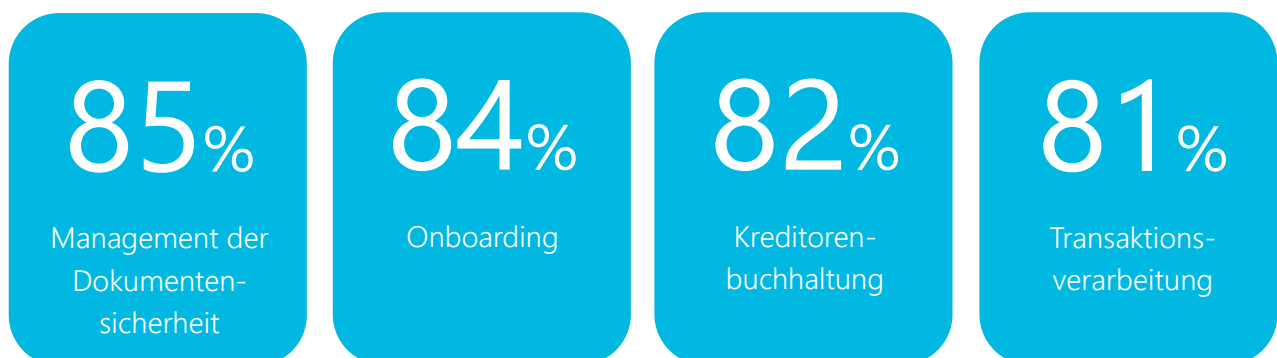 85%
Management der
Dokumenten-
sicherheit
84%
Onboarding
82%
Kreditoren-
buchhaltung
81%
Transaktions-
verarbeitung